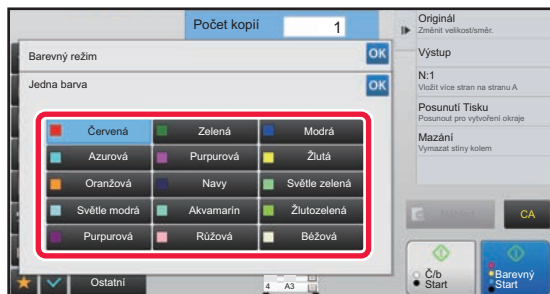 Počet kopií 1
Originál
Změnit velikost/směr.
Barevný režim OK
Výstup
Jedna barva OK
N:1
Vložit více stran na stranu A
Posunutí Tisku
Posunout pro vytvoření okraje
Mazání
Vymazat stíny kolem
Červená Zelená Modrá
Azurová Purpurová Žlutá
Oranžová Navy Světle zelená
Světle modrá Akvamarín Žlutozelená
Purpurová Růžová Béžová
CA
Ostatní
4 A3
Č/b
Start
Barevný
Start